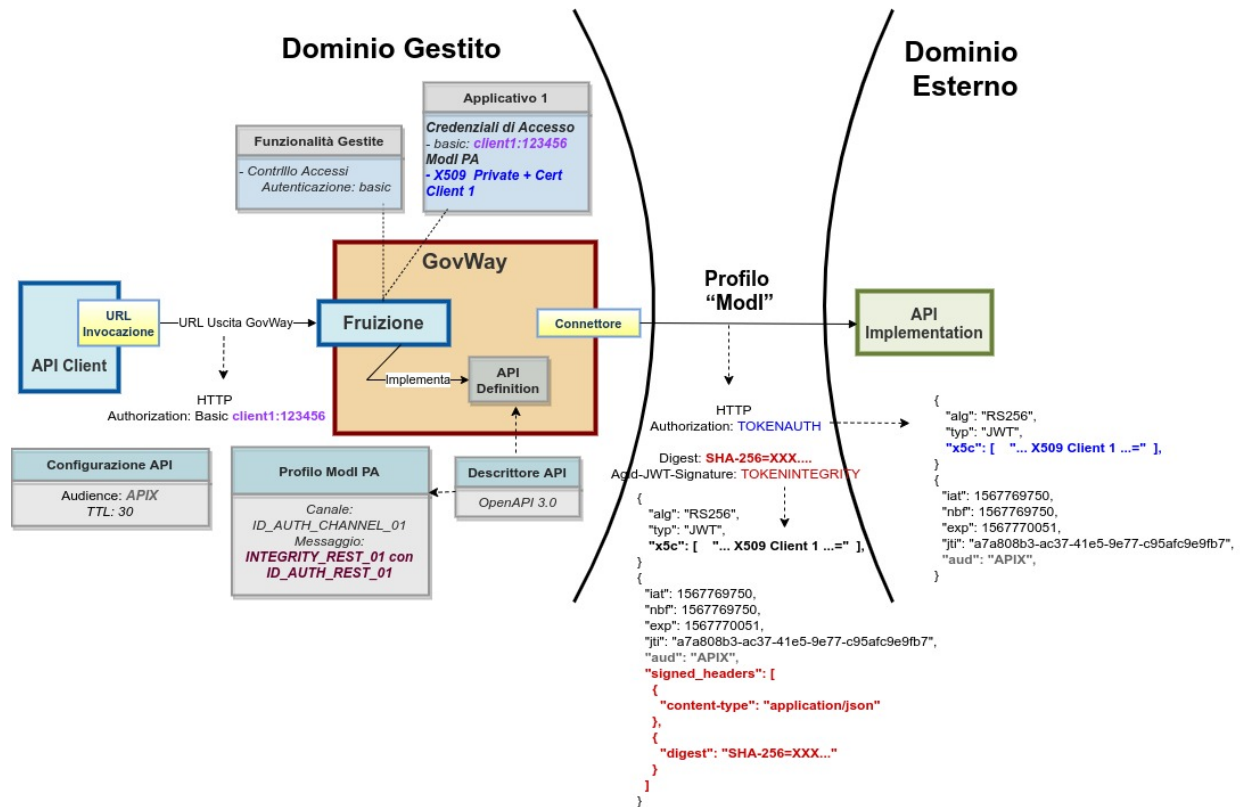 Dominio Gestito
Dominio
Esterno
Applicativo 1
Credenziali di Accesso
- basic: client1:123456
ModI PA
- X509 Private + Cert
Client 1
Funzionalità Gestite
- Contrlllo Accessi
Autenticazione: basic
GovWay
Profilo
“ModI”
URL
Invocazione
API Client
URL Uscita GovWay
Fruizione
Connettore
API
Implementation
Implementa
API
Definition
HTTP
Authorization: Basic client1:123456
HTTP
Authorization: TOKENAUTH
Digest: SHA-256=XXX....
Agid-JWT-Signature: TOKENINTEGRITY
Configurazione API
Audience: APIX
TTL: 30
Profilo ModI PA
Canale:
ID_AUTH_CHANNEL_01
Messaggio:
INTEGRITY_REST_01 con
ID_AUTH_REST_01
Descrittore API
OpenAPI 3.0
{
"alg": "RS256",
"typ": "JWT",
"x5c": [ "... X509 Client 1 ...=" ],
}
{
"iat": 1567769750,
"nbf": 1567769750,
"exp": 1567770051,
"jti": "a7a808b3-ac37-41e5-9e77-c95afc9e9fb7",
"aud": "APIX",
"signed_headers": [
{
"content-type": "application/json"
},
{
"digest": "SHA-256=XXX..."
}
]
}
{
"alg": "RS256",
"typ": "JWT",
"x5c": [ "... X509 Client 1 ...=" ],
}
{
"iat": 1567769750,
"nbf": 1567769750,
"exp": 1567770051,
"jti": "a7a808b3-ac37-41e5-9e77-c95afc9e9fb7",
"aud": "APIX",
}